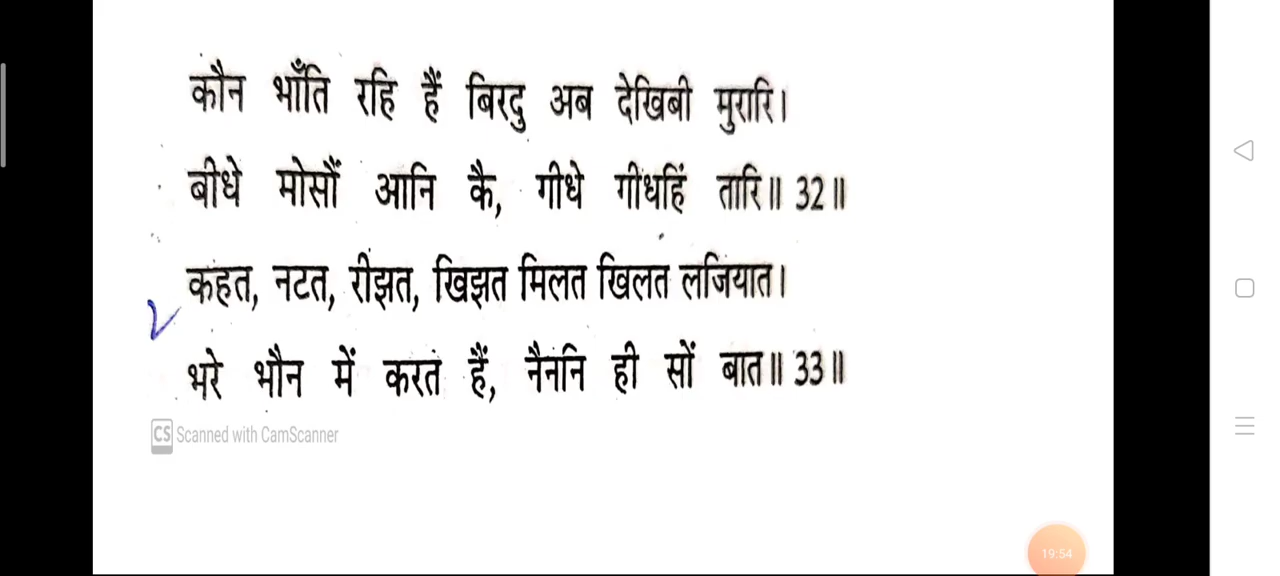 कौन भाँति रहि हैं बिरदु अब देखिबी मुरारि।
बीधे मोसौं आनि कै, गीधे गीधहिं तारि॥ 32॥
कहत, नटत, रीझत, खिझत मिलत खिलत लजियात।
भरे भौन में करत हैं, नैननि ही सों बात॥ 33॥
CS Scanned with CamScanner
19:54